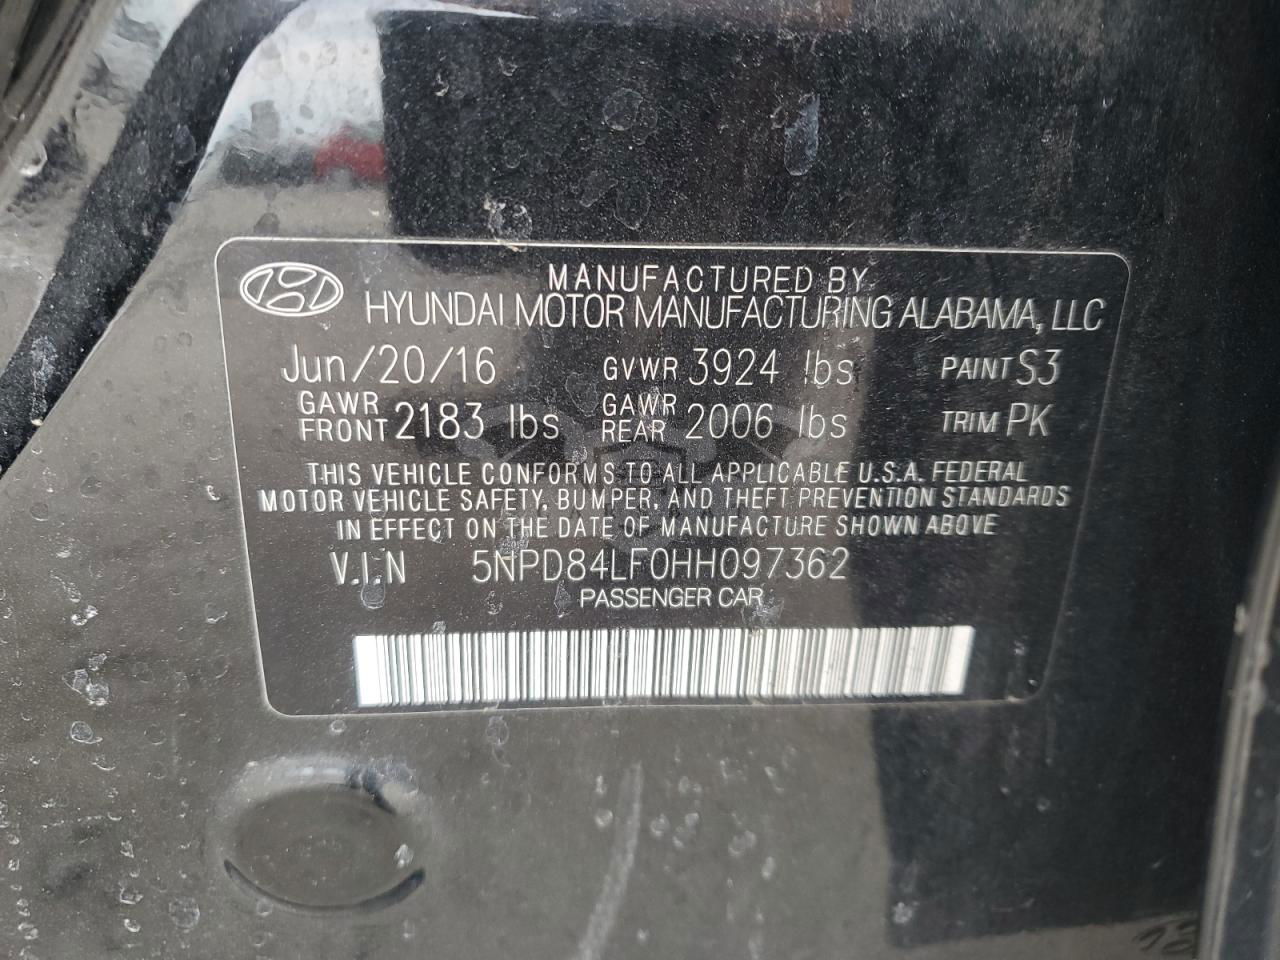 MANUFACTURED BY
HYUNDAI MOTOR MANUFACTURING ALABAMA, LLC
Jun/20/16 GVWR 3924 lbs PAINT S3
GAWR FRONT 2183 lbs GAWR REAR 2006 lbs TRIM PK
THIS VEHICLE CONFORMS TO ALL APPLICABLE U.S.A. FEDERAL
MOTOR VEHICLE SAFETY, BUMPER, AND THEFT PREVENTION STANDARDS
IN EFFECT ON THE DATE OF MANUFACTURE SHOWN ABOVE
V.I.N 5NPD84LF0HH097362
PASSENGER CAR